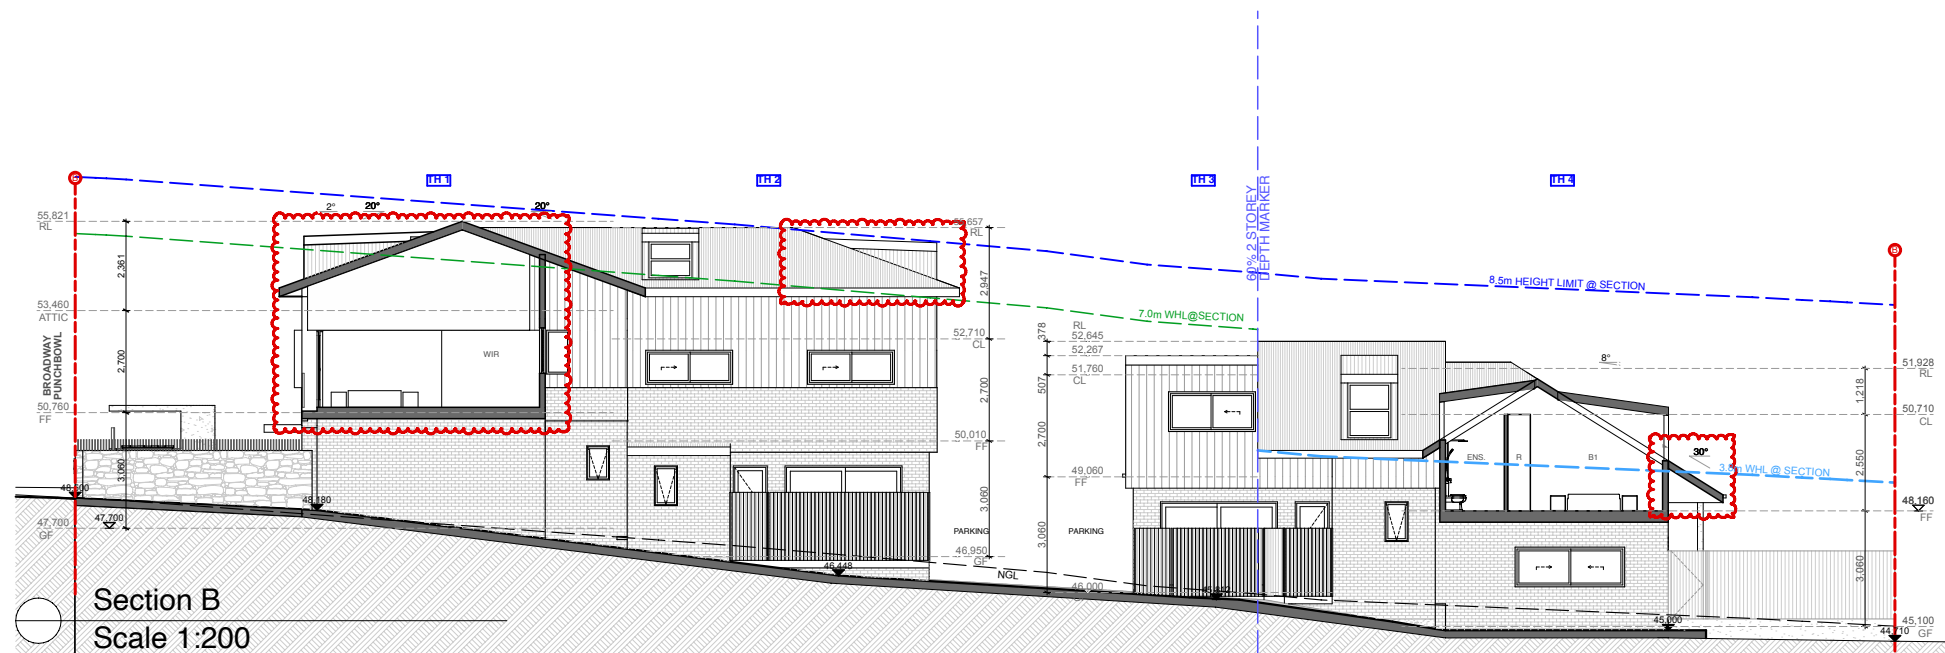 TH 1
TH 2
TH 3
TH 4
60% 2 STOREY
DEPTH MARKER
2°
20°
20°
55,821
RL
2,361
53,460
ATTIC
2,700
BROADWAY
PUNCHBOWL
50,760
FF
3,060
48,500
47,700
47,700
GF
48,180
WIR
RL
2,947
52,710
CL
2,700
50,010
FF
3,060
PARKING
46,950
GF
46,448
NGL
7.0m WHL@SECTION
8.5m HEIGHT LIMIT @ SECTION
378
RL
52,645
52,267
507
51,760
CL
2,700
49,060
FF
3,060
PARKING
46,000
8°
ENS.
R
B1
30°
3.5m WHL @ SECTION
51,928
RL
1,218
50,710
CL
2,550
48,160
FF
3,060
45,000
45,100
GF
44,710
Section B
Scale 1:200